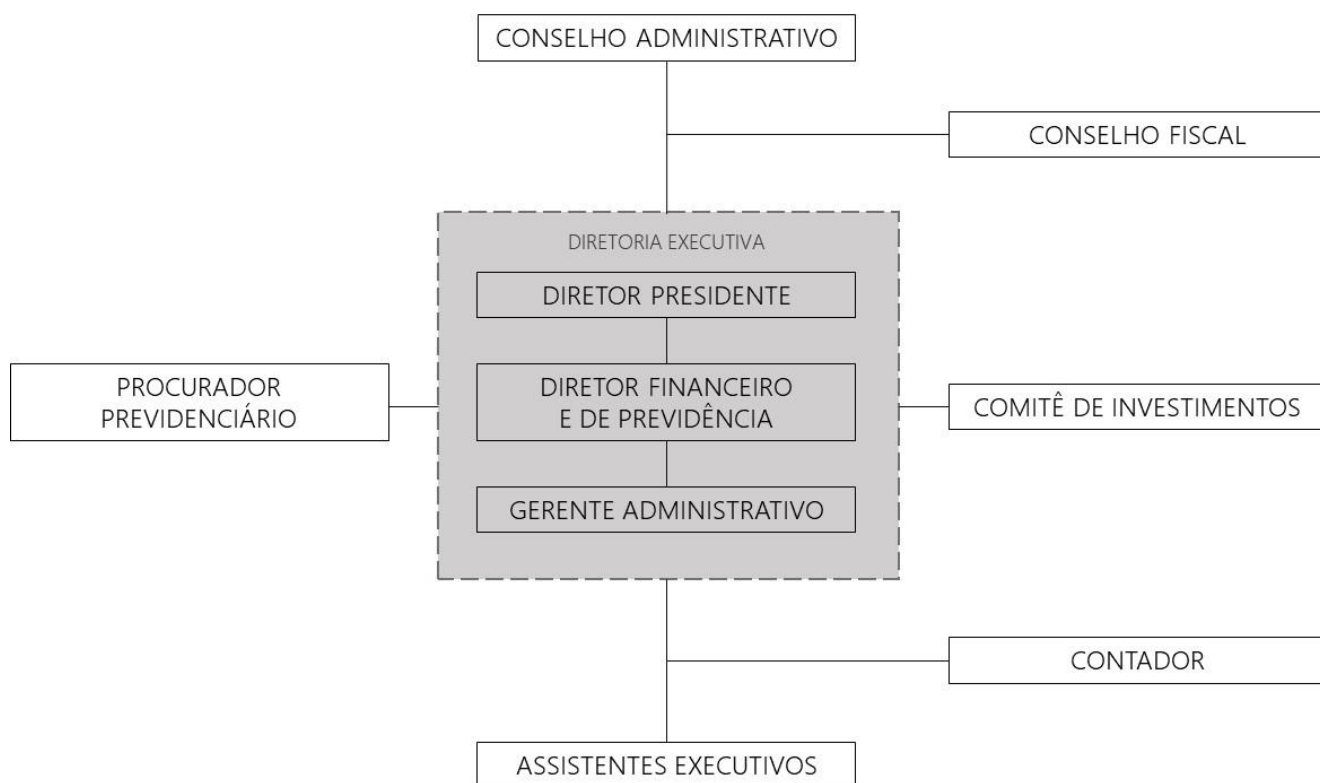 CONSELHO ADMINISTRATIVO
CONSELHO FISCAL
DIRETORIA EXECUTIVA
DIRETOR PRESIDENTE
PROCURADOR
PREVIDENCIÁRIO
DIRETOR FINANCEIRO
E DE PREVIDÊNCIA
COMITÊ DE INVESTIMENTOS
GERENTE ADMINISTRATIVO
CONTADOR
ASSISTENTES EXECUTIVOS